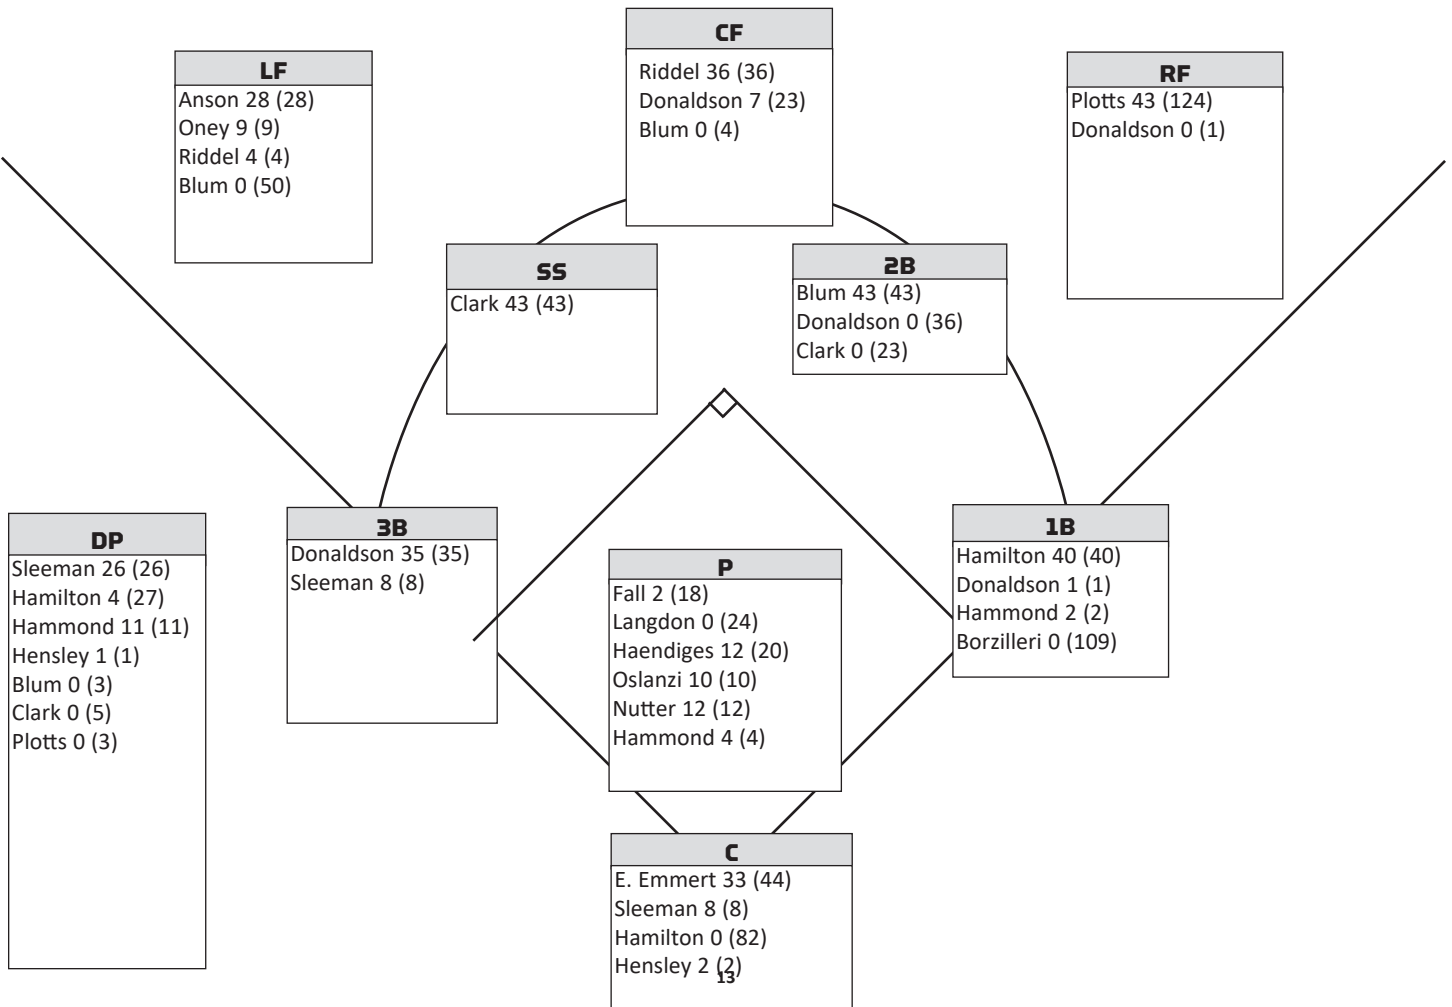 CF
Riddel 36 (36)
Donaldson 7 (23)
Blum 0 (4)
LF
Anson 28 (28)
Oney 9 (9)
Riddel 4 (4)
Blum 0 (50)
RF
Plotts 43 (124)
Donaldson 0 (1)
SS
Clark 43 (43)
2B
Blum 43 (43)
Donaldson 0 (36)
Clark 0 (23)
DP
Sleeman 26 (26)
Hamilton 4 (27)
Hammond 11 (11)
Hensley 1 (1)
Blum 0 (3)
Clark 0 (5)
Plotts 0 (3)
3B
Donaldson 35 (35)
Sleeman 8 (8)
P
Fall 2 (18)
Langdon 0 (24)
Haendiges 12 (20)
Oslanzi 10 (10)
Nutter 12 (12)
Hammond 4 (4)
1B
Hamilton 40 (40)
Donaldson 1 (1)
Hammond 2 (2)
Borzilleri 0 (109)
C
E. Emmert 33 (44)
Sleeman 8 (8)
Hamilton 0 (82)
Hensley 2 (2)
13